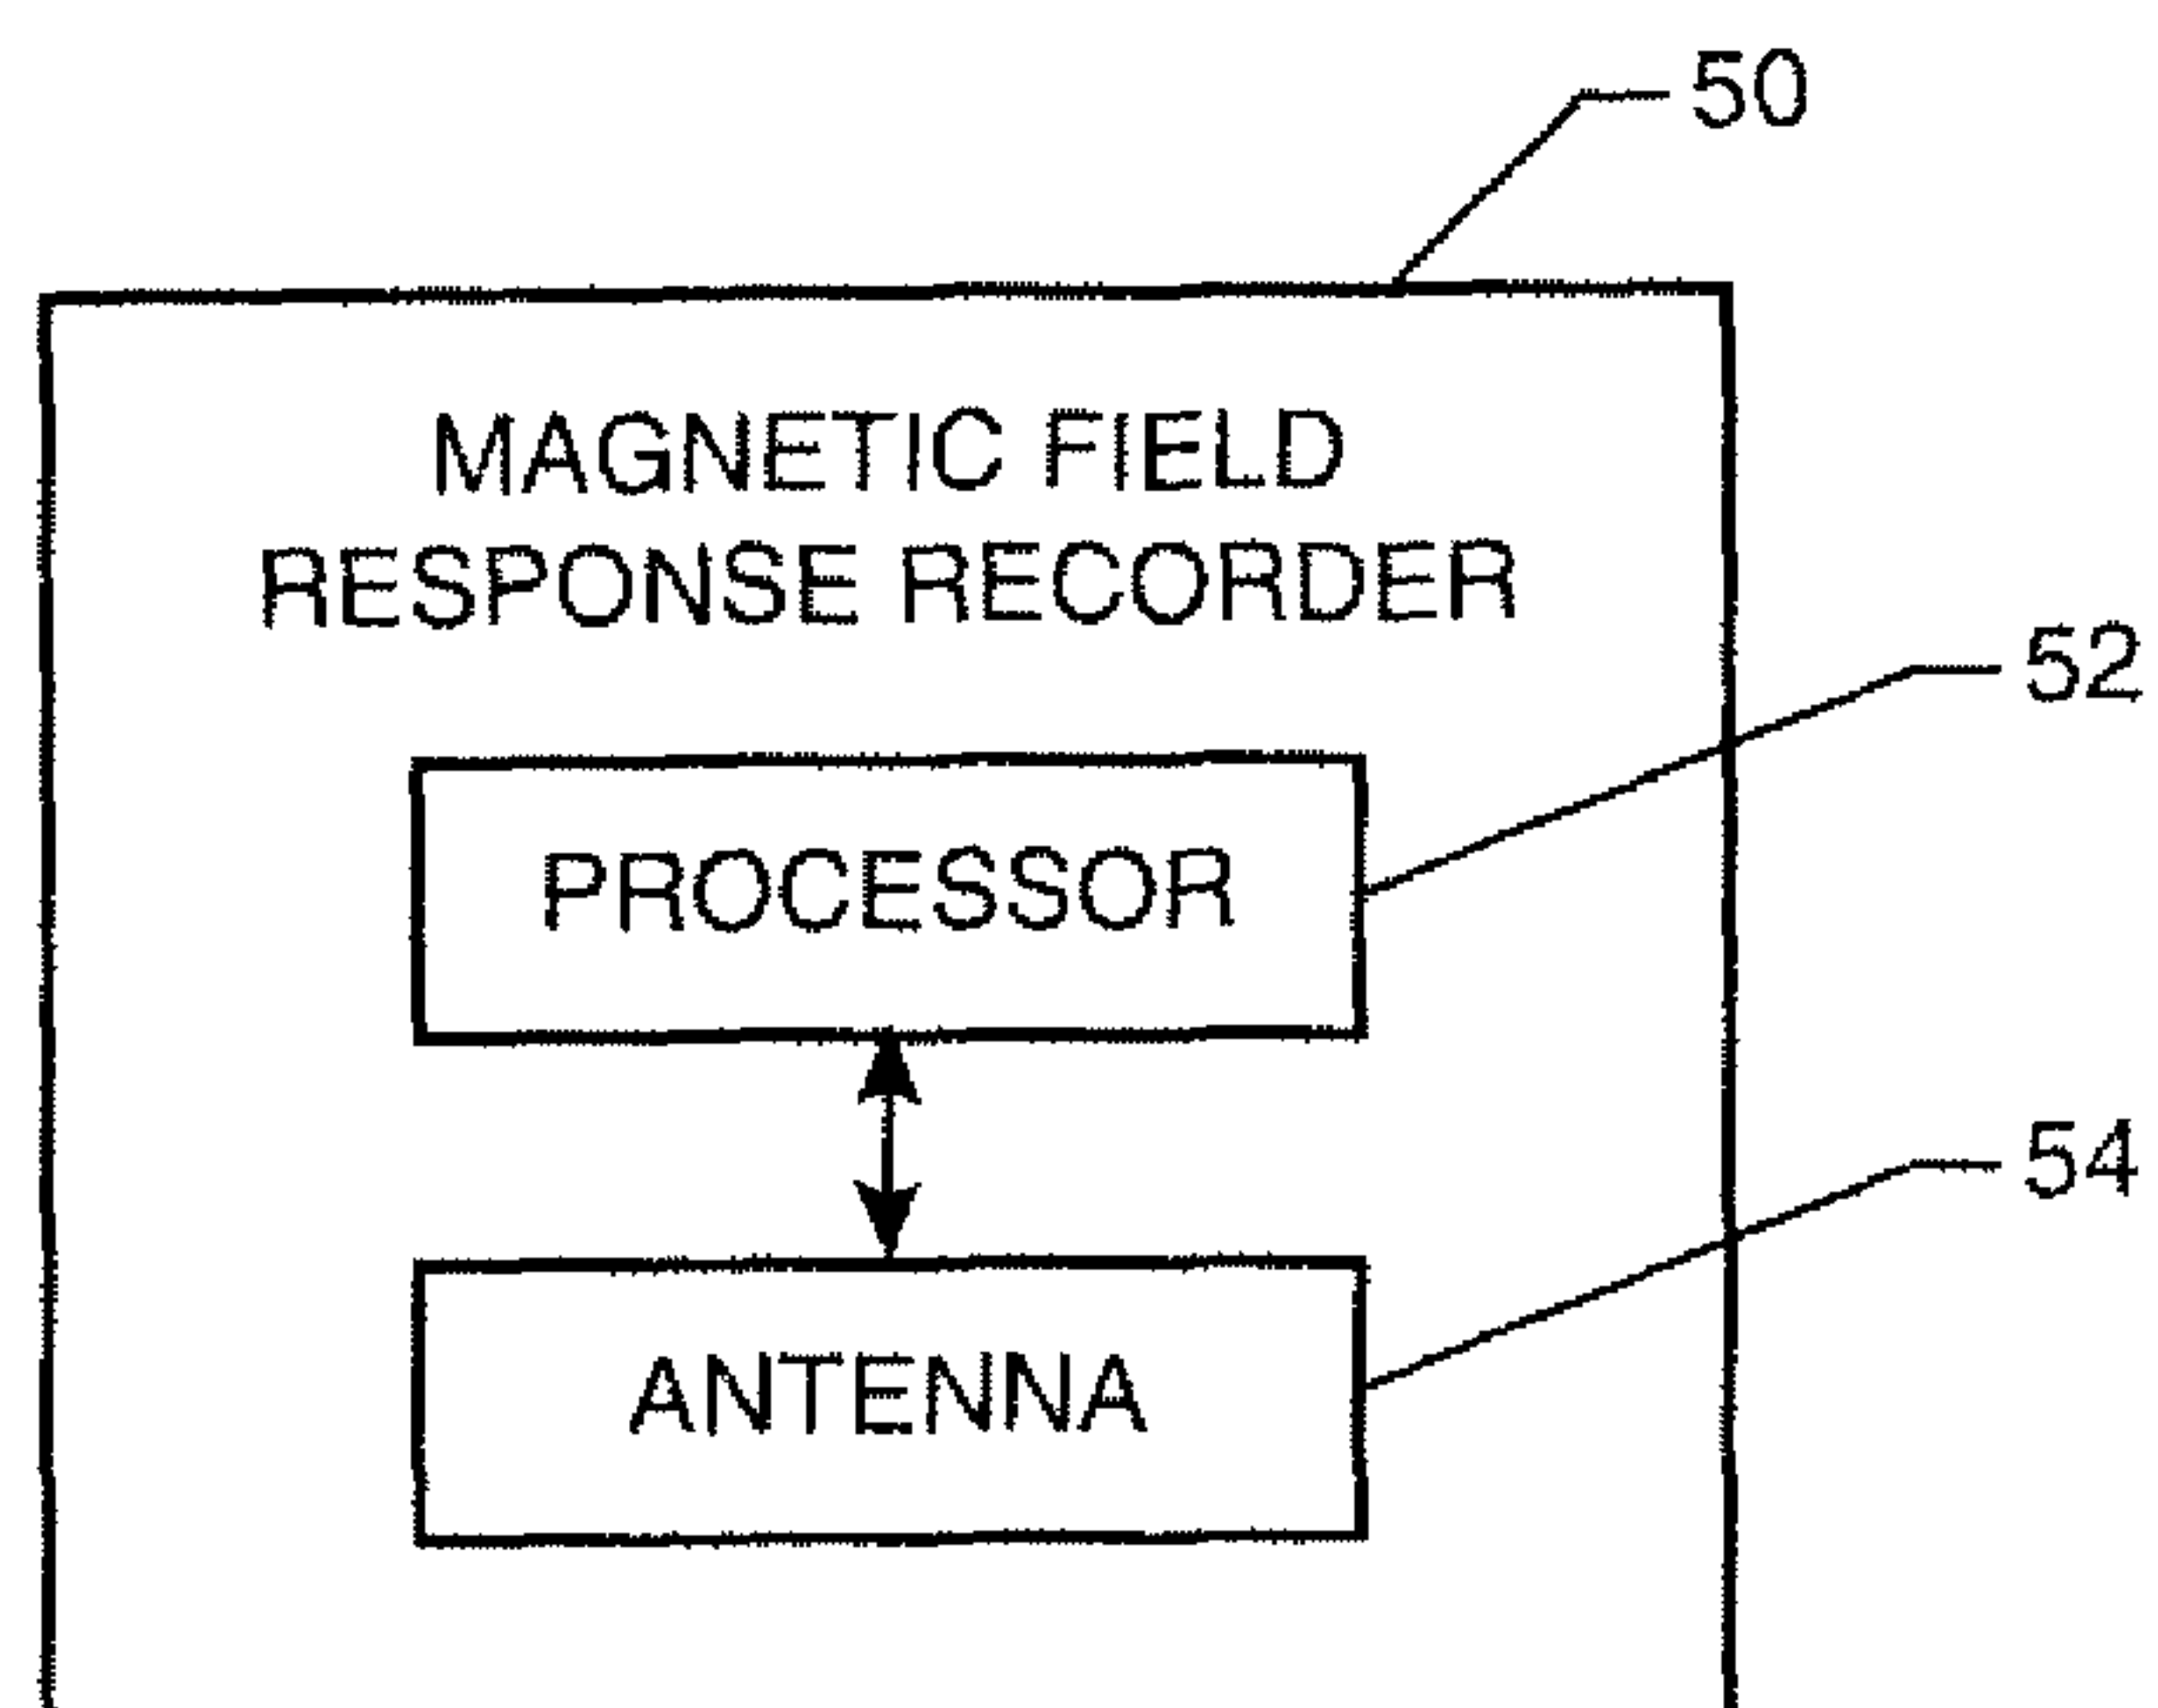 50
MAGNETIC FIELD
RESPONSE RECORDER
52
PROCESSOR
54
ANTENNA